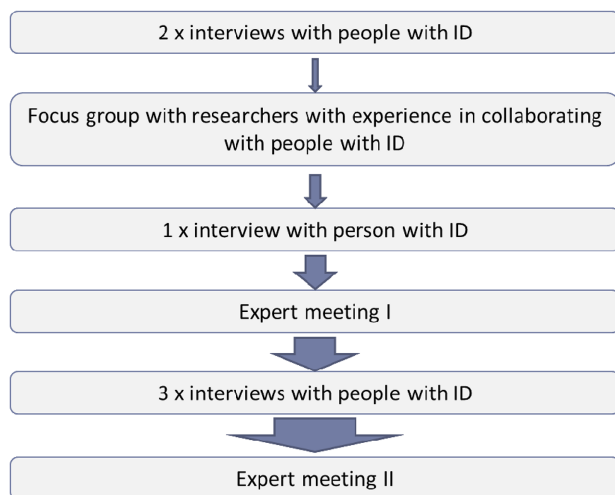 2 x interviews with people with ID
Focus group with researchers with experience in collaborating
with people with ID
1 x interview with person with ID
Expert meeting I
3 x interviews with people with ID
Expert meeting II